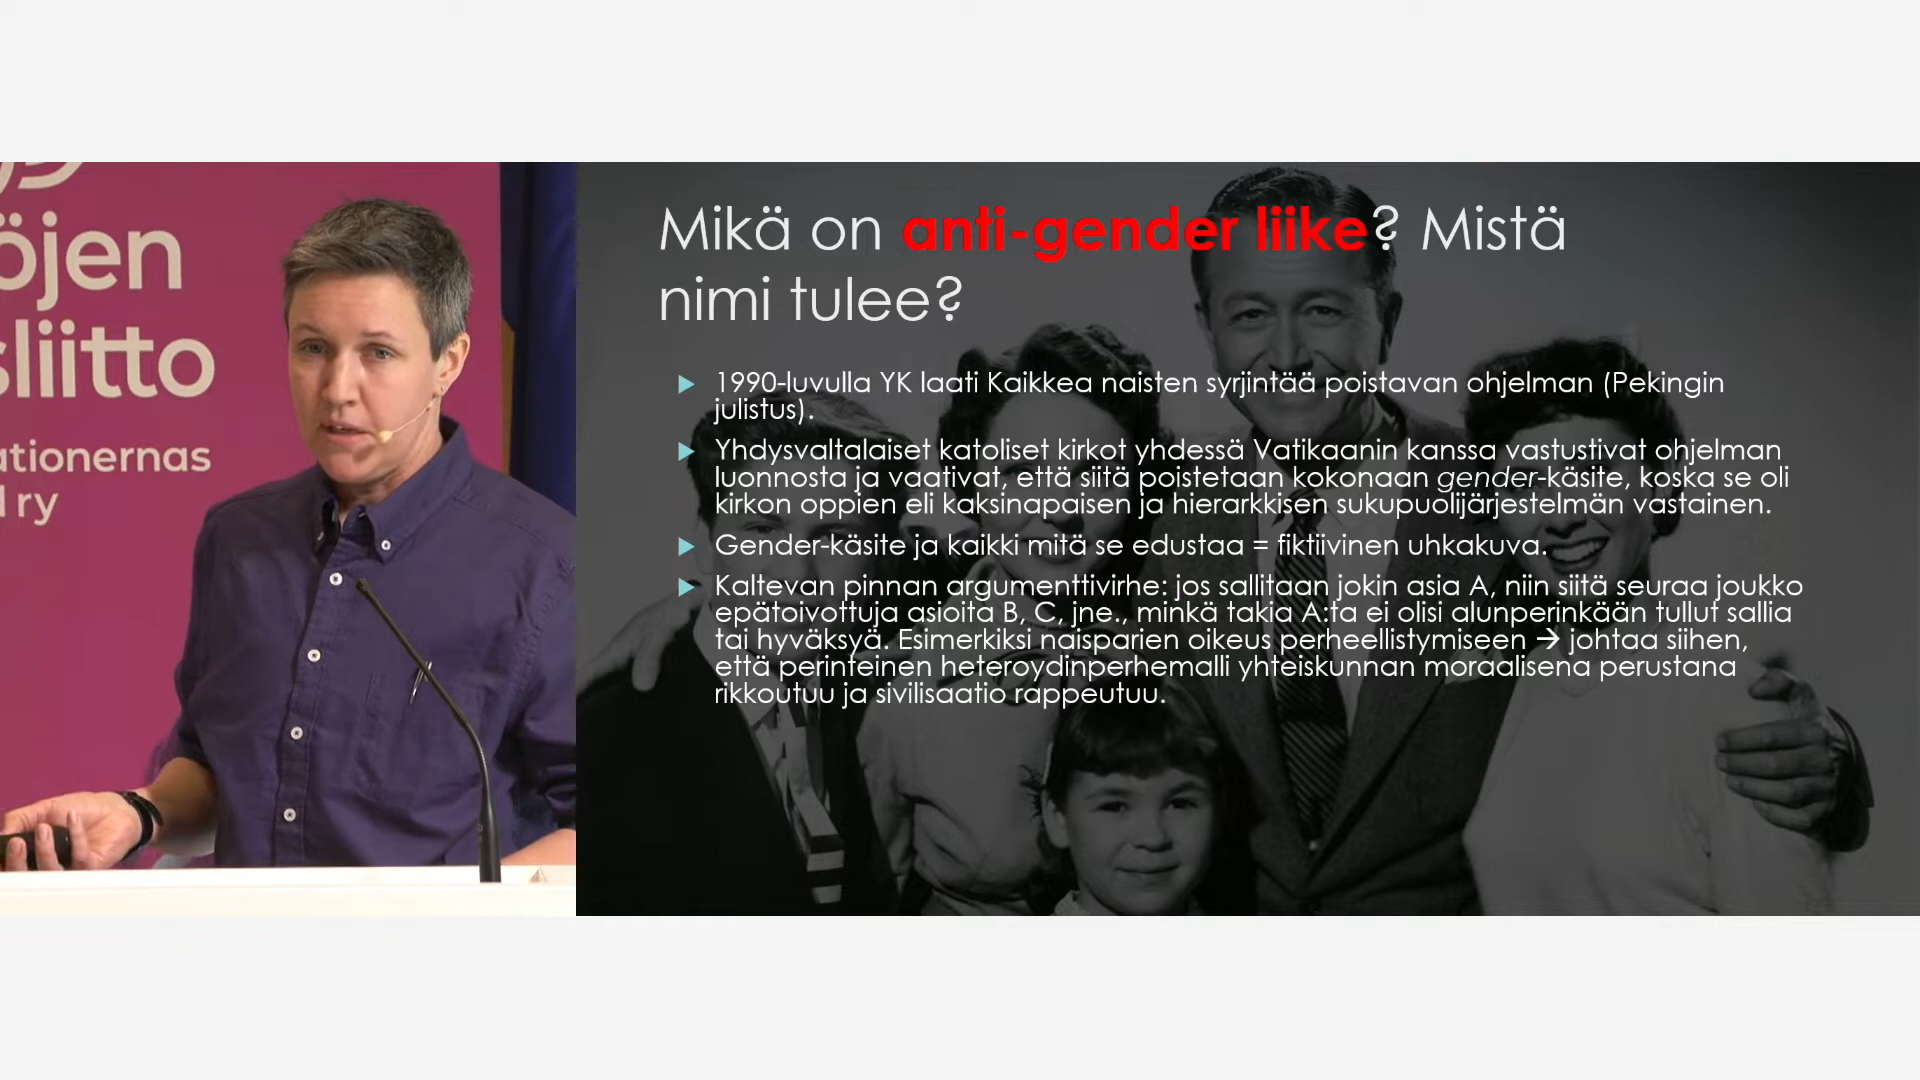 öjen
sliitto
ationernas
d ry
Mikä on anti-gender liike? Mistä
nimi tulee?
1990-luvulla YK laati Kaikkea naisten syrjintää poistavan ohjelman (Pekingin
julistus).
Yhdysvaltalaiset katoliset kirkot yhdessä Vatikaanin kanssa vastustivat ohjelman
luonnosta ja vaativat, että siitä poistetaan kokonaan gender-käsite, koska se oli
kirkon oppien eli kaksinapaisen ja hierarkkisen sukupuolijärjestelmän vastainen.
Gender-käsite ja kaikki mitä se edustaa = fiktiivinen uhkakuva.
Kaltevan pinnan argumenttivirhe: jos sallitaan jokin asia A, niin siitä seuraa joukko
epätoivottuja asioita B, C, jne., minkä takia A:ta ei olisi alunperinkään tullut sallia
tai hyväksyä. Esimerkiksi naisparien oikeus perheellistymiseen → johtaa siihen,
että perinteinen heteroydinperhemalli yhteiskunnan moraalisena perustana
rikkoutuu ja sivilisaatio rappeutuu.